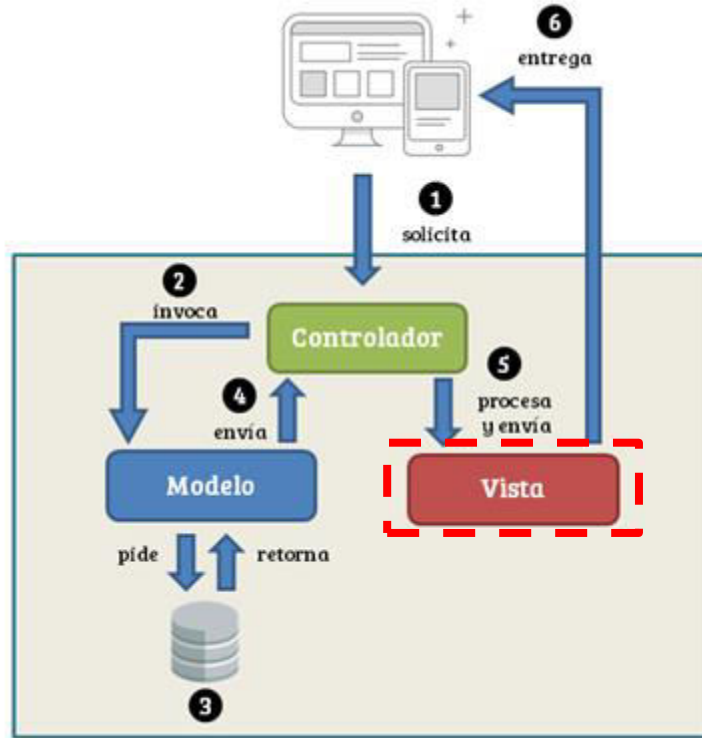 6
entrega
1
solicita
2
invoca
Controlador
5
procesa
y envía
4
envía
Modelo
Vista
pide
retorna
3